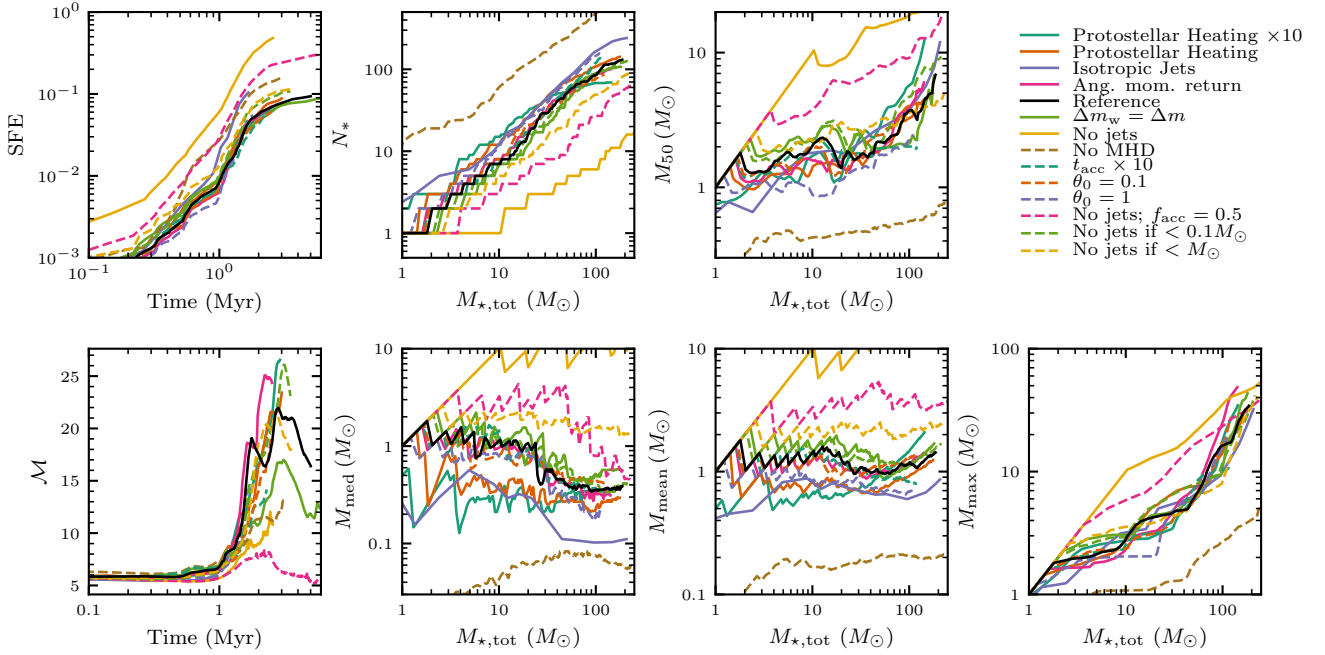 10⁰
10⁻¹
10⁻²
10⁻³
SFE
10⁻¹
10⁰
Time (Myr)
100
10
1
N*
1
10
100
M⋆,tot (M⊙)
10
1
M50 (M⊙)
1
10
100
M⋆,tot (M⊙)
Protostellar Heating ×10
Protostellar Heating
Isotropic Jets
Ang. mom. return
Reference
Δmw = Δm
No jets
No MHD
tacc × 10
θ0 = 0.1
θ0 = 1
No jets; facc = 0.5
No jets if < 0.1M⊙
No jets if < M⊙
25
20
15
10
5
ℳ
0.1
1
Time (Myr)
10
1
0.1
Mmed (M⊙)
1
10
100
M⋆,tot (M⊙)
10
1
0.1
Mmean (M⊙)
1
10
100
M⋆,tot (M⊙)
100
10
1
Mmax (M⊙)
1
10
100
M⋆,tot (M⊙)